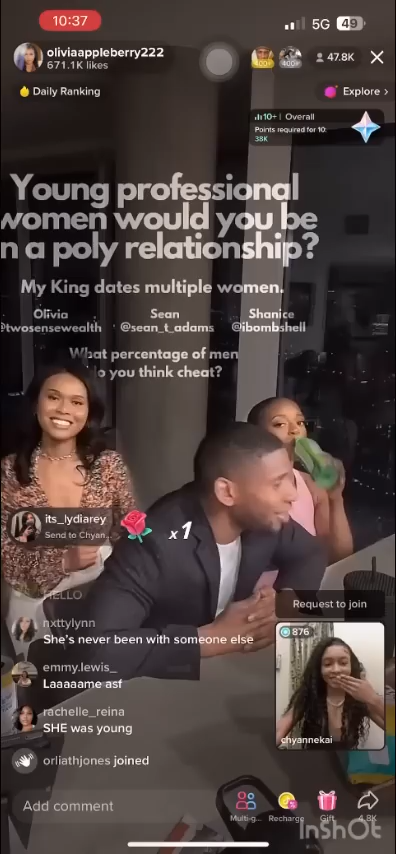 10:37
5G 49
oliviaappleberry222
671.1K likes
400+ 400+
47.8K
Daily Ranking
Explore
10+ | Overall
Points required for 10:
38K
Young professional
women would you be
n a poly relationship?
My King dates multiple women.
Olivia Sean Shanice
@twosensewealth · @sean_t_adams @ibombshell
What percentage of men
do you think cheat?
its_lydiarey
Send to Chyan...
x1
HELLO
Request to join
nxttylynn
She's never been with someone else
876
emmy.lewis_
Laaaaame asf
rachelle_reina
SHE was young
chyannekai
orliathjones joined
Add comment
Multi-g... Recharge Gift 4.8K
InShOt